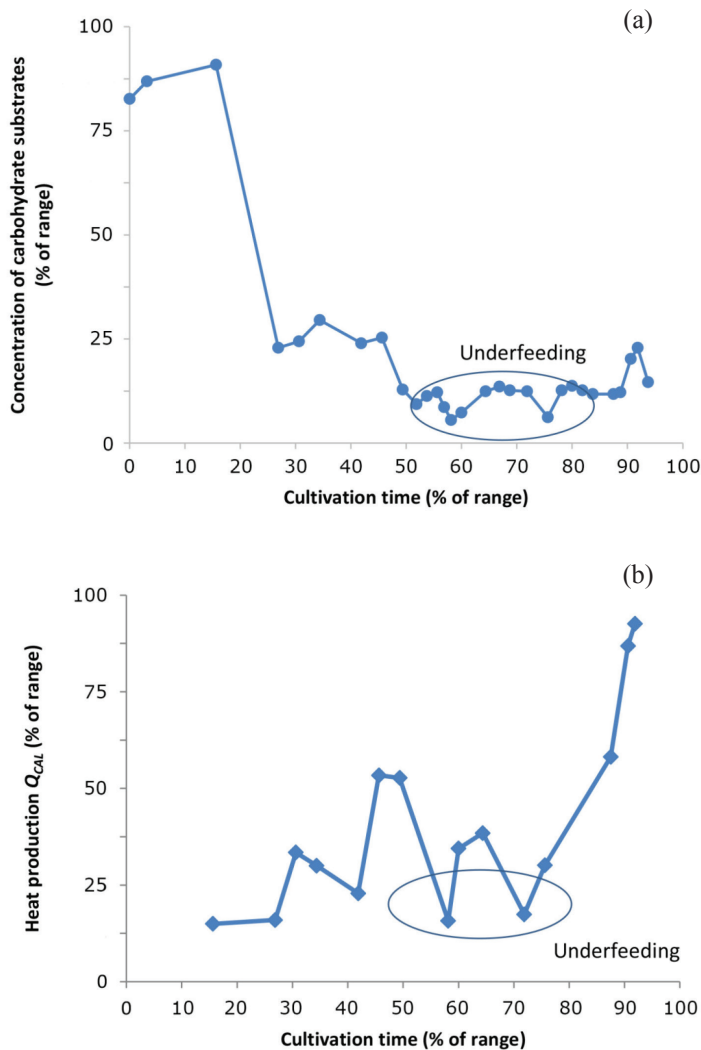 (a)
100
75
50
25
0
Concentration of carbohydrate substrates
(% of range)
Underfeeding
0 10 20 30 40 50 60 70 80 90 100
Cultivation time (% of range)
(b)
100
75
50
25
0
Heat production Q_CAL (% of range)
Underfeeding
0 10 20 30 40 50 60 70 80 90 100
Cultivation time (% of range)